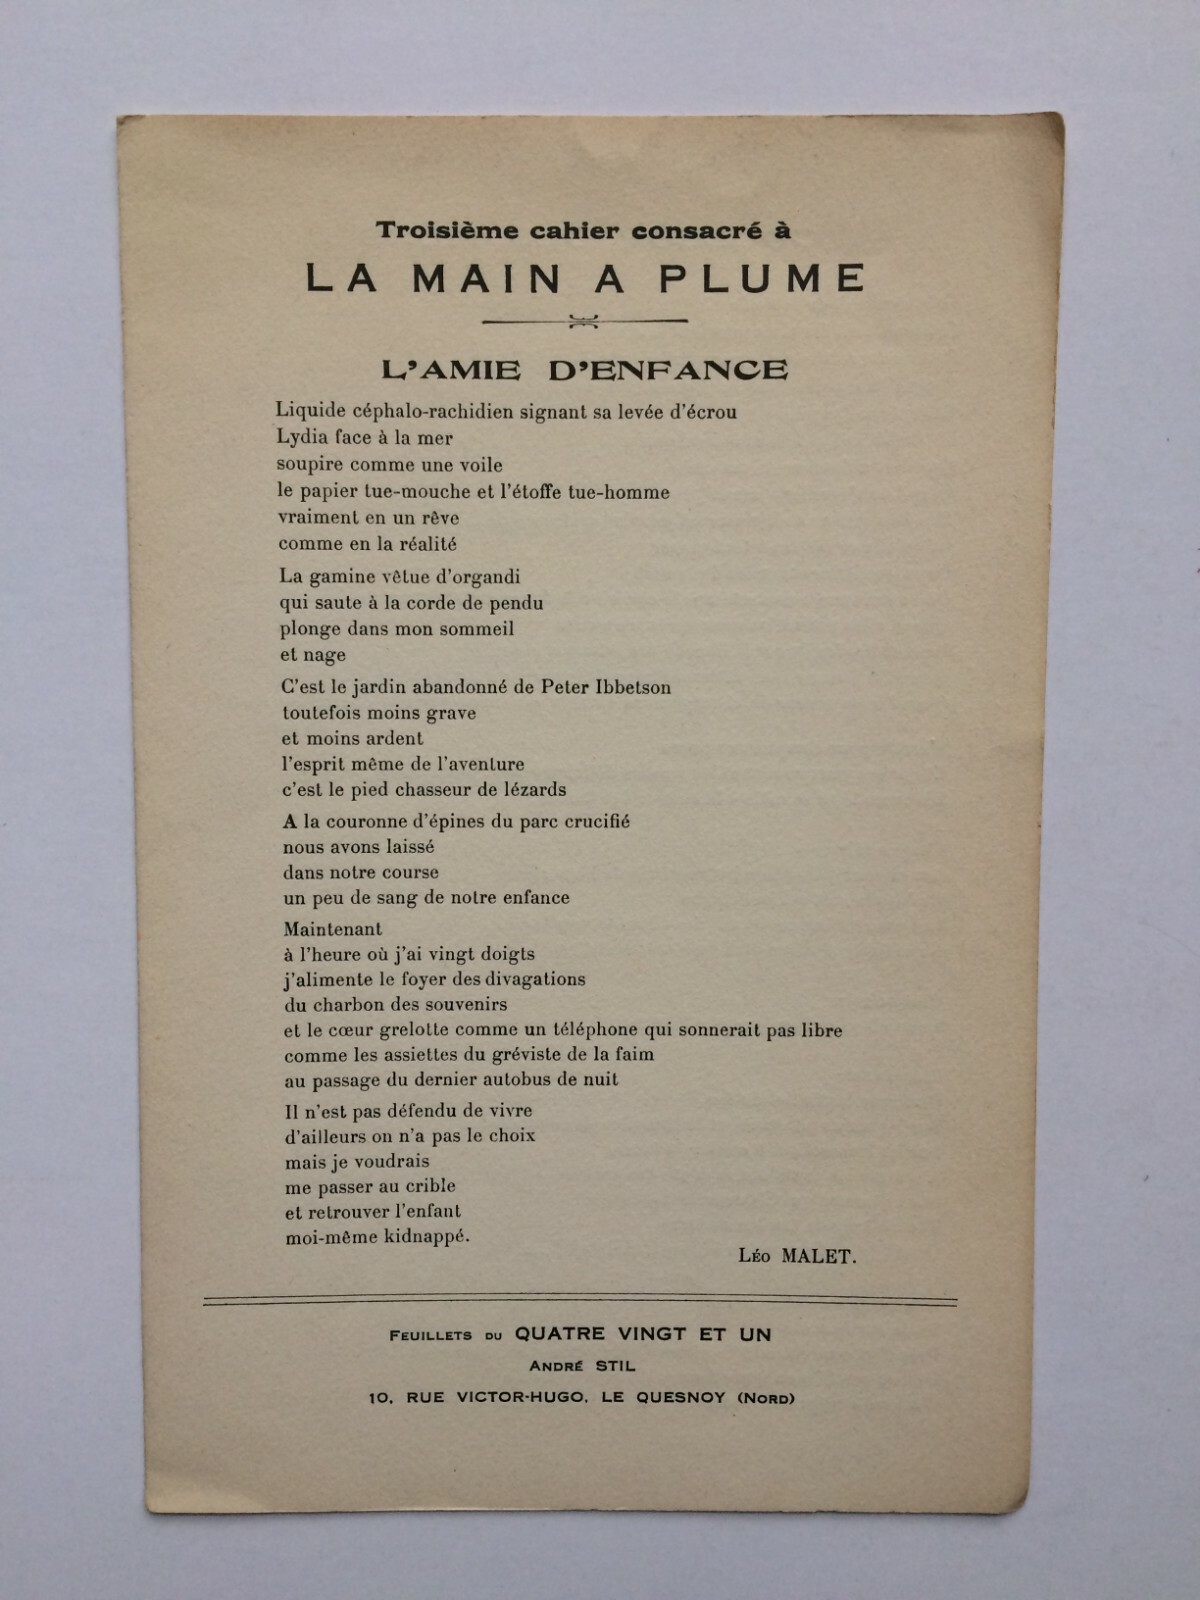 Troisième cahier consacré à
LA MAIN A PLUME
L'AMIE D'ENFANCE
Liquide céphalo-rachidien signant sa levée d'écrou
Lydia face à la mer
soupire comme une voile
le papier tue-mouche et l'étoffe tue-homme
vraiment en un rêve
comme en la réalité
La gamine vêtue d'organdi
qui saute à la corde de pendu
plonge dans mon sommeil
et nage
C'est le jardin abandonné de Peter Ibbetson
toutefois moins grave
et moins ardent
l'esprit même de l'aventure
c'est le pied chasseur de lézards
A la couronne d'épines du parc crucifié
nous avons laissé
dans notre course
un peu de sang de notre enfance
Maintenant
à l'heure où j'ai vingt doigts
j'alimente le foyer des divagations
du charbon des souvenirs
et le cœur grelotte comme un téléphone qui sonnerait pas libre
comme les assiettes du gréviste de la faim
au passage du dernier autobus de nuit
Il n'est pas défendu de vivre
d'ailleurs on n'a pas le choix
mais je voudrais
me passer au crible
et retrouver l'enfant
moi-même kidnappé.
Léo MALET.
FEUILLETS DU QUATRE VINGT ET UN
ANDRÉ STIL
10, RUE VICTOR-HUGO, LE QUESNOY (NORD)